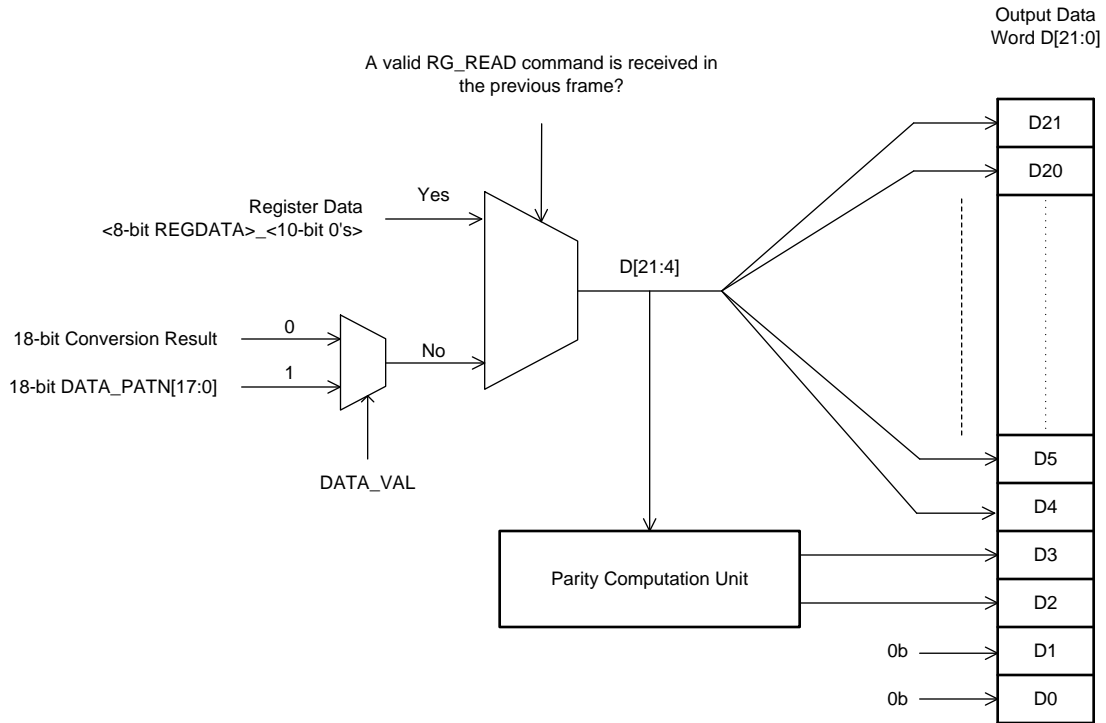 Output Data
Word D[21:0]
A valid RG_READ command is received in
the previous frame?
D21
D20
Yes
Register Data
<8-bit REGDATA>_<10-bit 0's>
D[21:4]
18-bit Conversion Result
0
No
18-bit DATA_PATN[17:0]
1
DATA_VAL
D5
D4
D3
Parity Computation Unit
D2
0b
D1
0b
D0